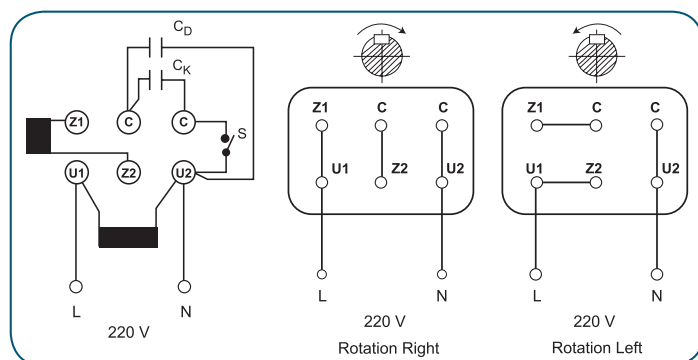 C_D
C_K
Z1 C C S
U1 Z2 U2
L N
220 V
Z1 C C
U1 Z2 U2
L N
220 V
Rotation Right
Z1 C C
U1 Z2 U2
L N
220 V
Rotation Left